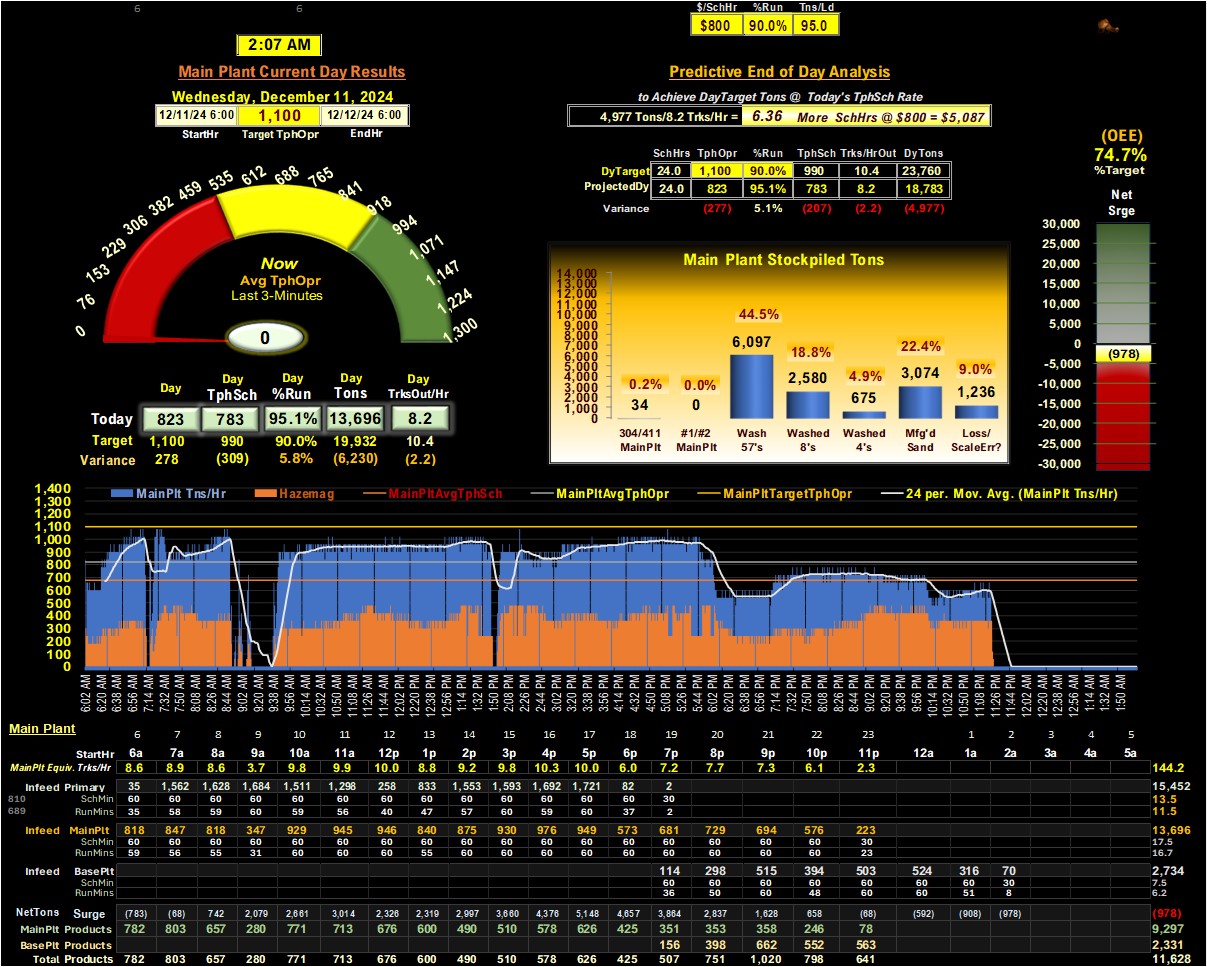 6 6
$/SchHr %Run Tns/Ld
$800 90.0% 95.0
2:07 AM
Main Plant Current Day Results
Wednesday, December 11, 2024
12/11/24 6:00 1,100 12/12/24 6:00
StartHr Target TphOpr EndHr
Predictive End of Day Analysis
to Achieve DayTarget Tons @ Today's TphSch Rate
4,977 Tons/8.2 Trks/Hr = 6.36 More SchHrs @ $800 = $5,087
SchHrs TphOpr %Run TphSch Trks/HrOut DyTons
DyTarget 24.0 1,100 90.0% 990 10.4 23,760
ProjectedDy 24.0 823 95.1% 783 8.2 18,783
Variance (277) 5.1% (207) (2.2) (4,977)
(OEE)
74.7%
%Target
Net
Srge
30,000
25,000
20,000
15,000
10,000
5,000
0
(978)
-5,000
-10,000
-15,000
-20,000
-25,000
-30,000
0 76 153 229 306 382 459 535 612 688 765 841 918 994 1,071 1,147 1,224 1,300
Now
Avg TphOpr
Last 3-Minutes
0
Day Day Day Day Day
TphSch %Run Tons TrksOut/Hr
Today 823 783 95.1% 13,696 8.2
Target 1,100 990 90.0% 19,932 10.4
Variance 278 (309) 5.8% (6,230) (2.2)
Main Plant Stockpiled Tons
14,000
13,000
12,000
11,000
10,000
9,000
8,000
7,000
6,000
5,000
4,000
3,000
2,000
1,000
0
0.2% 0.0% 44.5% 18.8% 4.9% 22.4% 9.0%
34 0 6,097 2,580 675 3,074 1,236
304/411 #1/#2 Wash Washed Washed Mfg'd Loss/
MainPlt MainPlt 57's 8's 4's Sand ScaleErr?
MainPlt Tns/Hr Hazemag MainPltAvgTphSch MainPltAvgTphOpr MainPltTargetTphOpr 24 per. Mov. Avg. (MainPlt Tns/Hr)
1,400
1,300
1,200
1,100
1,000
900
800
700
600
500
400
300
200
100
0
6:02 AM 6:20 AM 6:38 AM 6:56 AM 7:14 AM 7:32 AM 7:50 AM 8:08 AM 8:26 AM 8:44 AM 9:02 AM 9:20 AM 9:38 AM 9:56 AM 10:14 AM 10:32 AM 10:50 AM 11:08 AM 11:26 AM 11:44 AM 12:02 PM 12:20 PM 12:38 PM 12:56 PM 1:14 PM 1:32 PM 1:50 PM 2:08 PM 2:26 PM 2:44 PM 3:02 PM 3:20 PM 3:38 PM 3:56 PM 4:14 PM 4:32 PM 4:50 PM 5:08 PM 5:26 PM 5:44 PM 6:02 PM 6:20 PM 6:38 PM 6:56 PM 7:14 PM 7:32 PM 7:50 PM 8:08 PM 8:26 PM 8:44 PM 9:02 PM 9:20 PM 9:38 PM 9:56 PM 10:14 PM 10:32 PM 10:50 PM 11:08 PM 11:26 PM 11:44 PM 12:02 AM 12:20 AM 12:38 AM 12:56 AM 1:14 AM 1:32 AM 1:50 AM
Main Plant
6 7 8 9 10 11 12 13 14 15 16 17 18 19 20 21 22 23 1 2 3 4 5
StartHr 6a 7a 8a 9a 10a 11a 12p 1p 2p 3p 4p 5p 6p 7p 8p 9p 10p 11p 12a 1a 2a 3a 4a 5a
MainPlt Equiv. Trks/Hr 8.6 8.9 8.6 3.7 9.8 9.9 10.0 8.8 9.2 9.8 10.3 10.0 6.0 7.2 7.7 7.3 6.1 2.3 144.2
Infeed Primary 35 1,562 1,628 1,684 1,511 1,298 258 833 1,553 1,593 1,692 1,721 82 2 15,452
810 SchMin 60 60 60 60 60 60 60 60 60 60 60 60 60 30 13.5
689 RunMins 35 58 59 60 59 56 40 47 57 60 59 60 37 2 11.5
Infeed MainPlt 818 847 818 347 929 945 946 840 875 930 976 949 573 681 729 694 576 223 13,696
SchMin 60 60 60 60 60 60 60 60 60 60 60 60 60 60 60 60 60 30 17.5
RunMins 59 56 55 31 60 60 60 55 60 60 60 60 60 60 60 60 60 23 16.7
Infeed BasePlt 114 298 515 394 503 524 316 70 2,734
SchMin 60 60 60 60 60 60 60 30 7.5
RunMins 36 50 60 48 60 60 51 8 6.2
NetTons Surge (783) (68) 742 2,079 2,661 3,014 2,326 2,319 2,997 3,660 4,376 5,148 4,657 3,864 2,837 1,628 658 (68) (592) (908) (978) (978)
MainPlt Products 782 803 657 280 771 713 676 600 490 510 578 626 425 351 353 358 246 78 9,297
BasePlt Products 156 398 662 552 563 2,331
Total Products 782 803 657 280 771 713 676 600 490 510 578 626 425 507 751 1,020 798 641 11,628